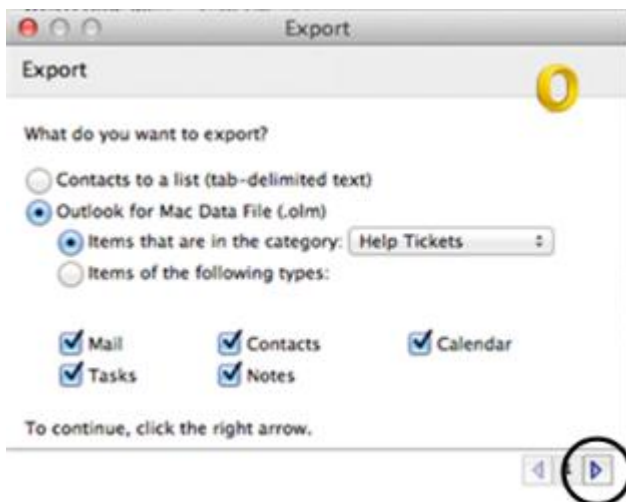 Export
Export
What do you want to export?
Contacts to a list (tab-delimited text)
Outlook for Mac Data File (.olm)
Items that are in the category: Help Tickets
Items of the following types:
Mail Contacts Calendar
Tasks Notes
To continue, click the right arrow.